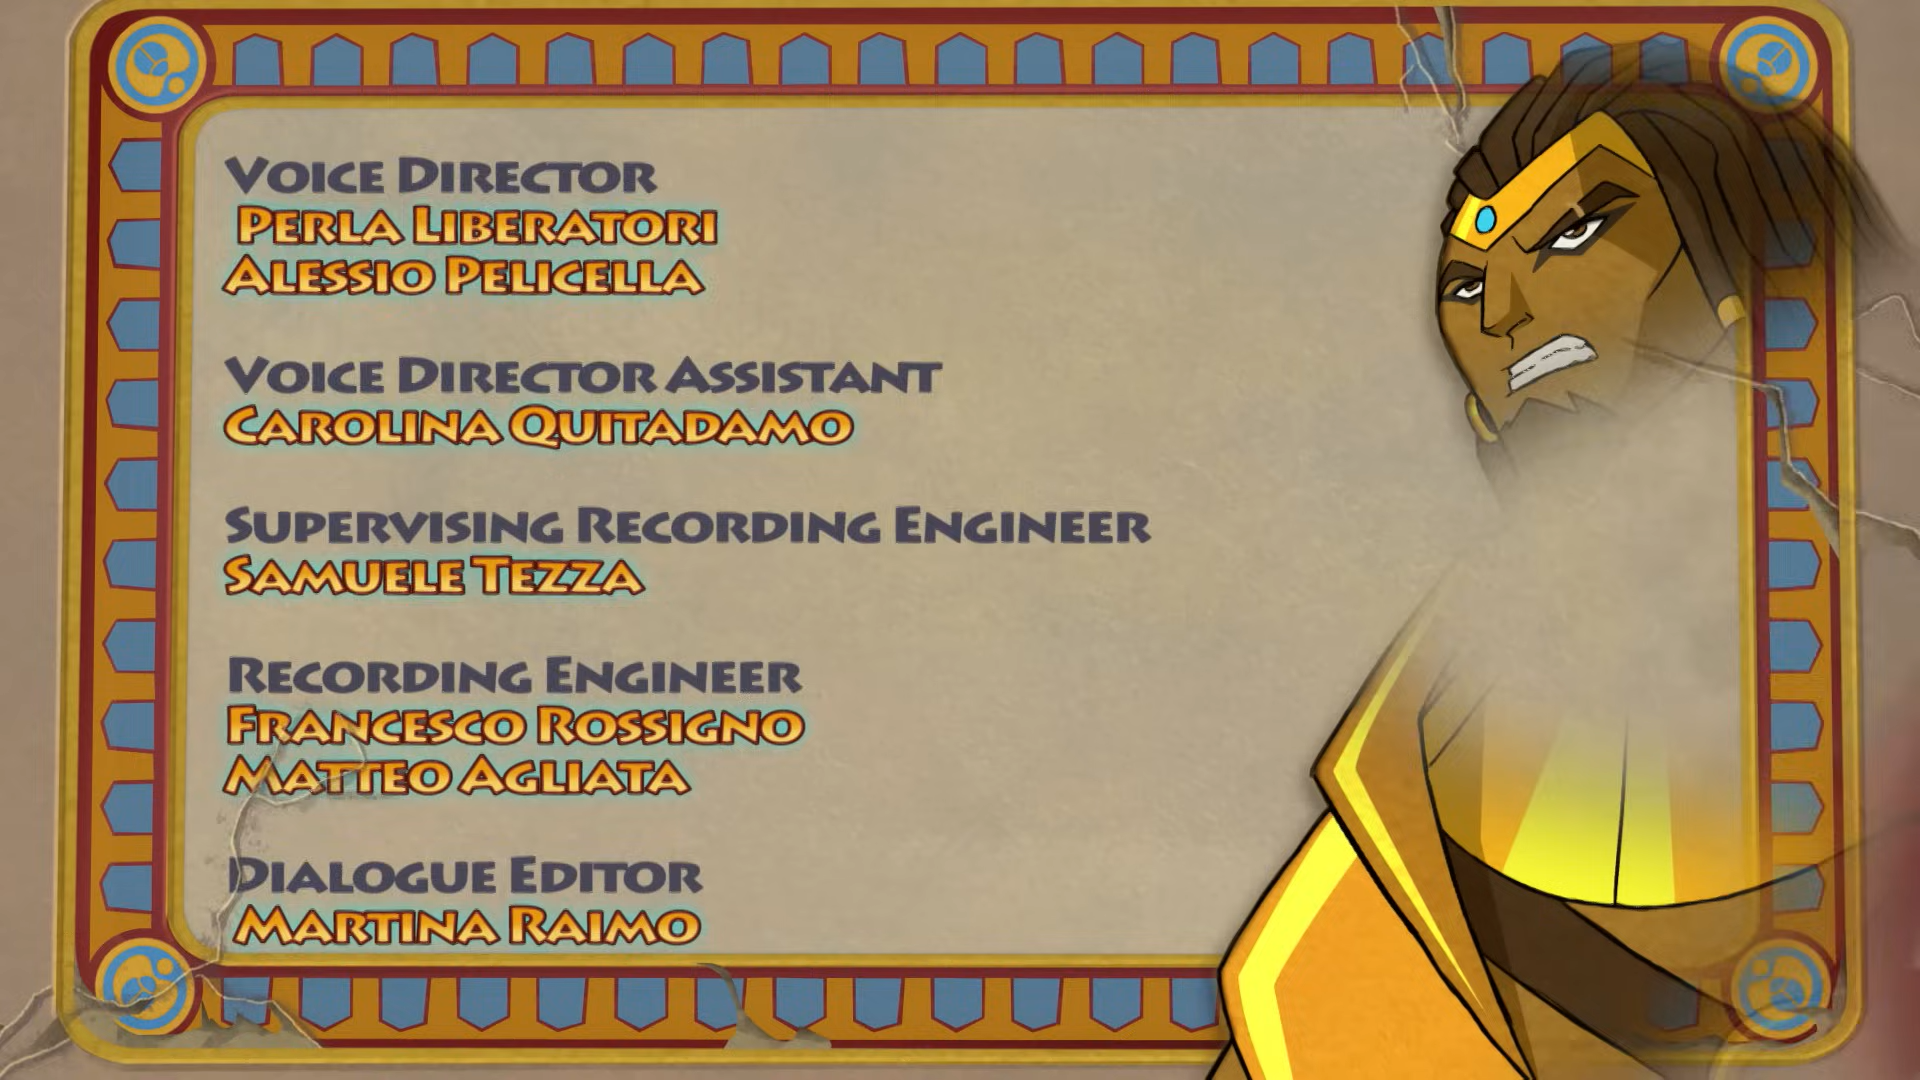 Voice Director
Perla Liberatori
Alessio Pelicella
Voice Director Assistant
Carolina Quitadamo
Supervising Recording Engineer
Samuele Tezza
Recording Engineer
Francesco Rossigno
Matteo Agliata
Dialogue Editor
Martina Raimo